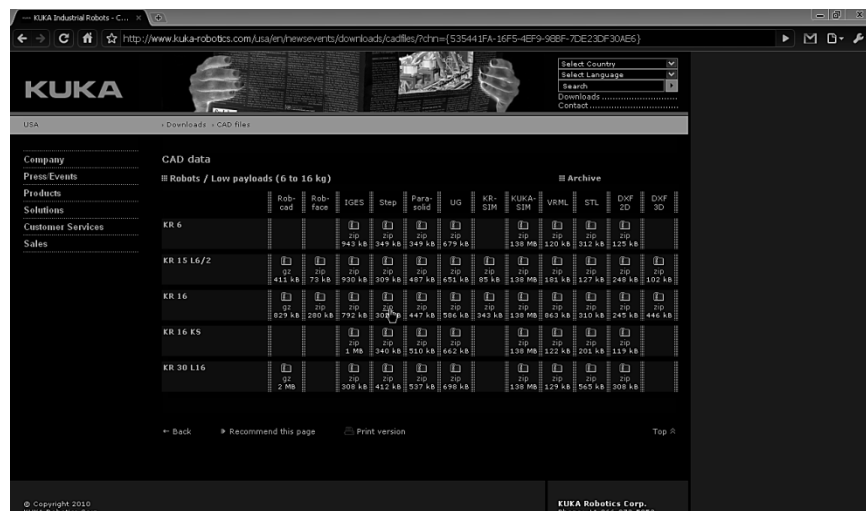 KUKA Industrial Robots - C...
http://www.kuka-robotics.com/usa/en/newsevents/downloads/cadfiles/?chn={535441FA-16F5-4EF9-98BF-7DE23DF30AE6}
KUKA
Select Country
Select Language
Search
Downloads
Contact
USA
Downloads CAD files
Company
Press/Events
Products
Solutions
Customer Services
Sales
CAD data
Robots / Low payloads (6 to 16 kg) Archive
Rob-cad Rob-face IGES Step Para-solid UG KR-SIM KUKA-SIM VRML STL DXF 2D DXF 3D
KR 6
zip zip zip zip zip zip zip zip
943 kB 349 kB 349 kB 679 kB 138 MB 120 kB 312 kB 125 kB
KR 15 L6/2
gz zip zip zip zip zip zip zip zip zip zip zip
411 kB 73 kB 930 kB 309 kB 487 kB 651 kB 85 kB 138 MB 181 kB 127 kB 248 kB 102 kB
KR 16
gz zip zip zip zip zip zip zip zip zip zip zip
829 kB 280 kB 792 kB 447 kB 586 kB 343 kB 138 MB 863 kB 310 kB 245 kB 446 kB
KR 16 KS
zip zip zip zip zip zip zip zip
1 MB 340 kB 510 kB 662 kB 138 MB 122 kB 201 kB 119 kB
KR 30 L16
gz zip zip zip zip zip zip zip zip
2 MB 308 kB 412 kB 537 kB 698 kB 138 MB 129 kB 565 kB 308 kB
Back Recommend this page Print version Top
© Copyright 2010 KUKA Robotics Corp.